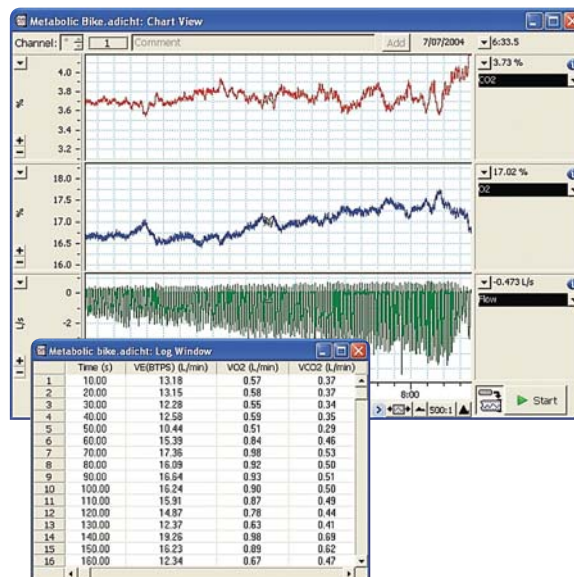 Metabolic Bike.adicht: Chart View
Channel: 1 Comment Add 7/07/2004 6:33.5
4.0
3.8
3.6
3.4
3.2
%
3.73 %
CO2
18.0
17.5
17.0
16.5
16.0
%
17.02 %
O2
0
-2
L/s
-0.473 L/s
Flow
8:00
500:1
Start
Metabolic bike.adicht: Log Window
Time (s) VE(BTPS) (L/min) VO2 (L/min) VCO2 (L/min)
1 10.00 13.18 0.57 0.37
2 20.00 13.15 0.58 0.37
3 30.00 12.28 0.55 0.34
4 40.00 12.58 0.59 0.35
5 50.00 10.44 0.51 0.29
6 60.00 15.39 0.84 0.46
7 70.00 17.36 0.98 0.53
8 80.00 16.09 0.92 0.50
9 90.00 16.64 0.93 0.51
10 100.00 16.24 0.90 0.50
11 110.00 15.91 0.87 0.49
12 120.00 14.87 0.78 0.44
13 130.00 12.37 0.63 0.41
14 140.00 19.26 0.98 0.69
15 150.00 16.23 0.89 0.62
16 160.00 12.34 0.67 0.47